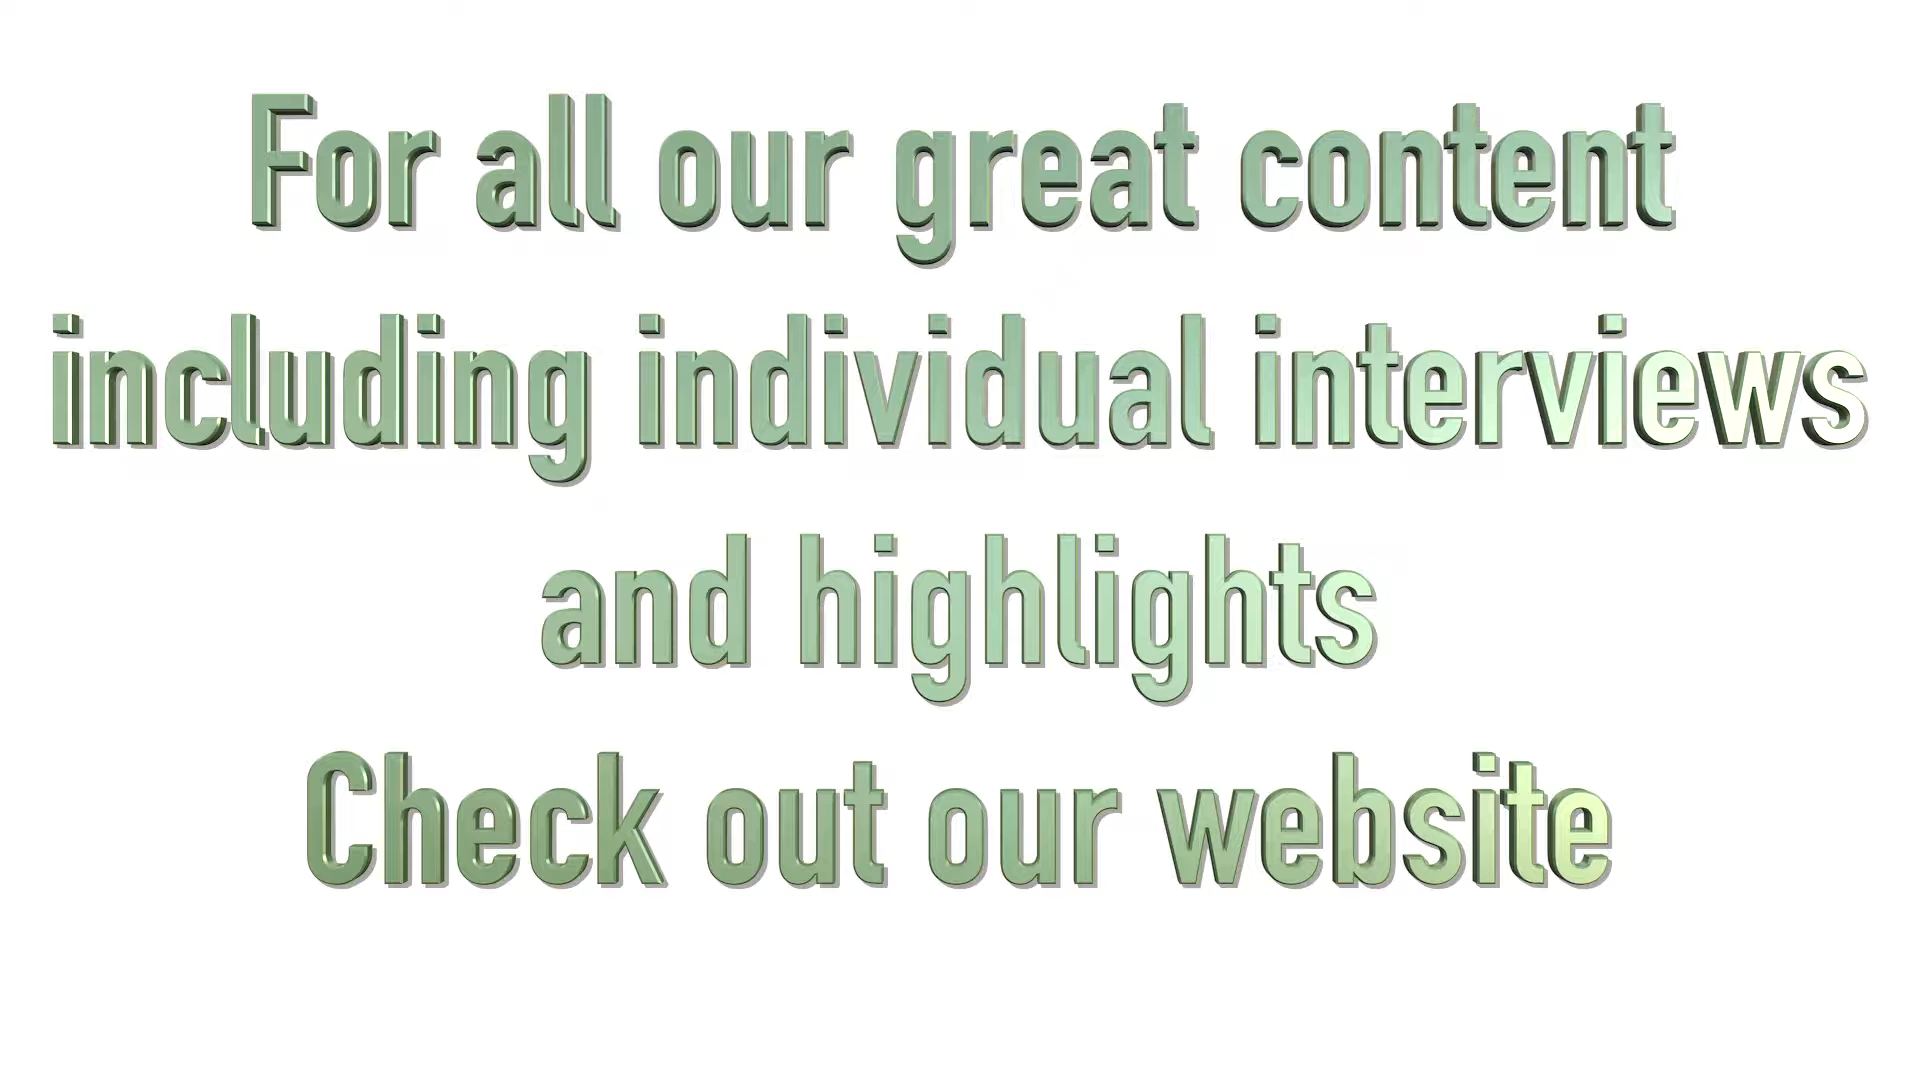 For all our great content
including individual interviews
and highlights
Check out our website